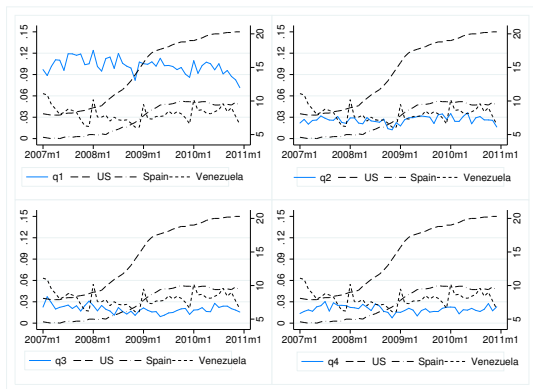 0 .03 .06 .09 .12 .15
5 10 15 20
2007m1 2008m1 2009m1 2010m1 2011m1
q1 US Spain Venezuela
0 .03 .06 .09 .12 .15
5 10 15 20
2007m1 2008m1 2009m1 2010m1 2011m1
q2 US Spain Venezuela
0 .03 .06 .09 .12 .15
5 10 15 20
2007m1 2008m1 2009m1 2010m1 2011m1
q3 US Spain Venezuela
0 .03 .06 .09 .12 .15
5 10 15 20
2007m1 2008m1 2009m1 2010m1 2011m1
q4 US Spain Venezuela